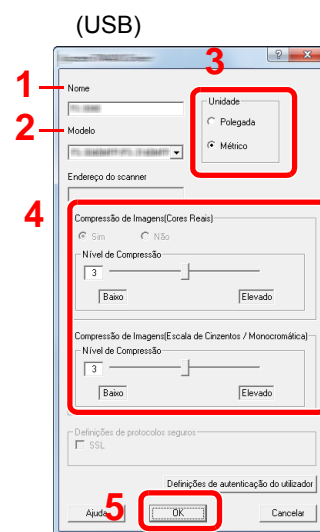 (USB)
3
1 Nome
Unidade
Polegada
2 Modelo
Métrico
Endereço do scanner
4
Compressão de Imagens(Cores Reais)
Sim Não
Nível de Compressão
3
Baixo Elevado
Compressão de Imagens(Escala de Cinzentos / Monocromática)
Nível de Compressão
3
Baixo Elevado
Definições de protocolos seguros
SSL
Definições de autenticação do utilizador
5
Ajuda OK Cancelar